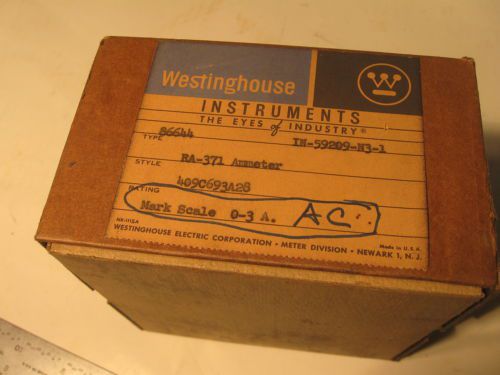 Westinghouse
INSTRUMENTS
THE EYES of INDUSTRY®
86644 IN-59209-N3-1
TYPE
RA-371 Ammeter
STYLE
409C693A28
RATING
Mark Scale 0-3 A. AC
Made in U.S.A.
WESTINGHOUSE ELECTRIC CORPORATION • METER DIVISION • NEWARK 1, N.J.